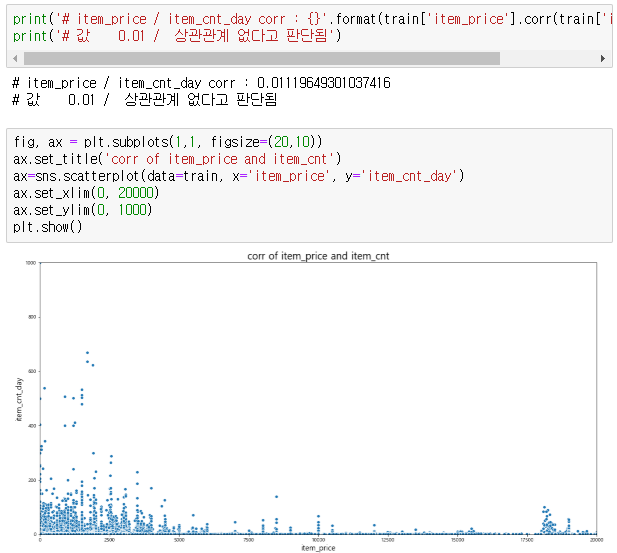 print('# item_price / item_cnt_day corr : {}'.format(train['item_price'].corr(train['i
print('# 값    0.01 /  상관관계 없다고 판단됨')
# item_price / item_cnt_day corr : 0.01119649301037416
# 값    0.01 /  상관관계 없다고 판단됨
fig, ax = plt.subplots(1,1, figsize=(20,10))
ax.set_title('corr of item_price and item_cnt')
ax=sns.scatterplot(data=train, x='item_price', y='item_cnt_day')
ax.set_xlim(0, 20000)
ax.set_ylim(0, 1000)
plt.show()
corr of item_price and item_cnt
1000
800
600
400
200
0
item_cnt_day
0 2500 5000 7500 10000 12500 15000 17500 20000
item_price